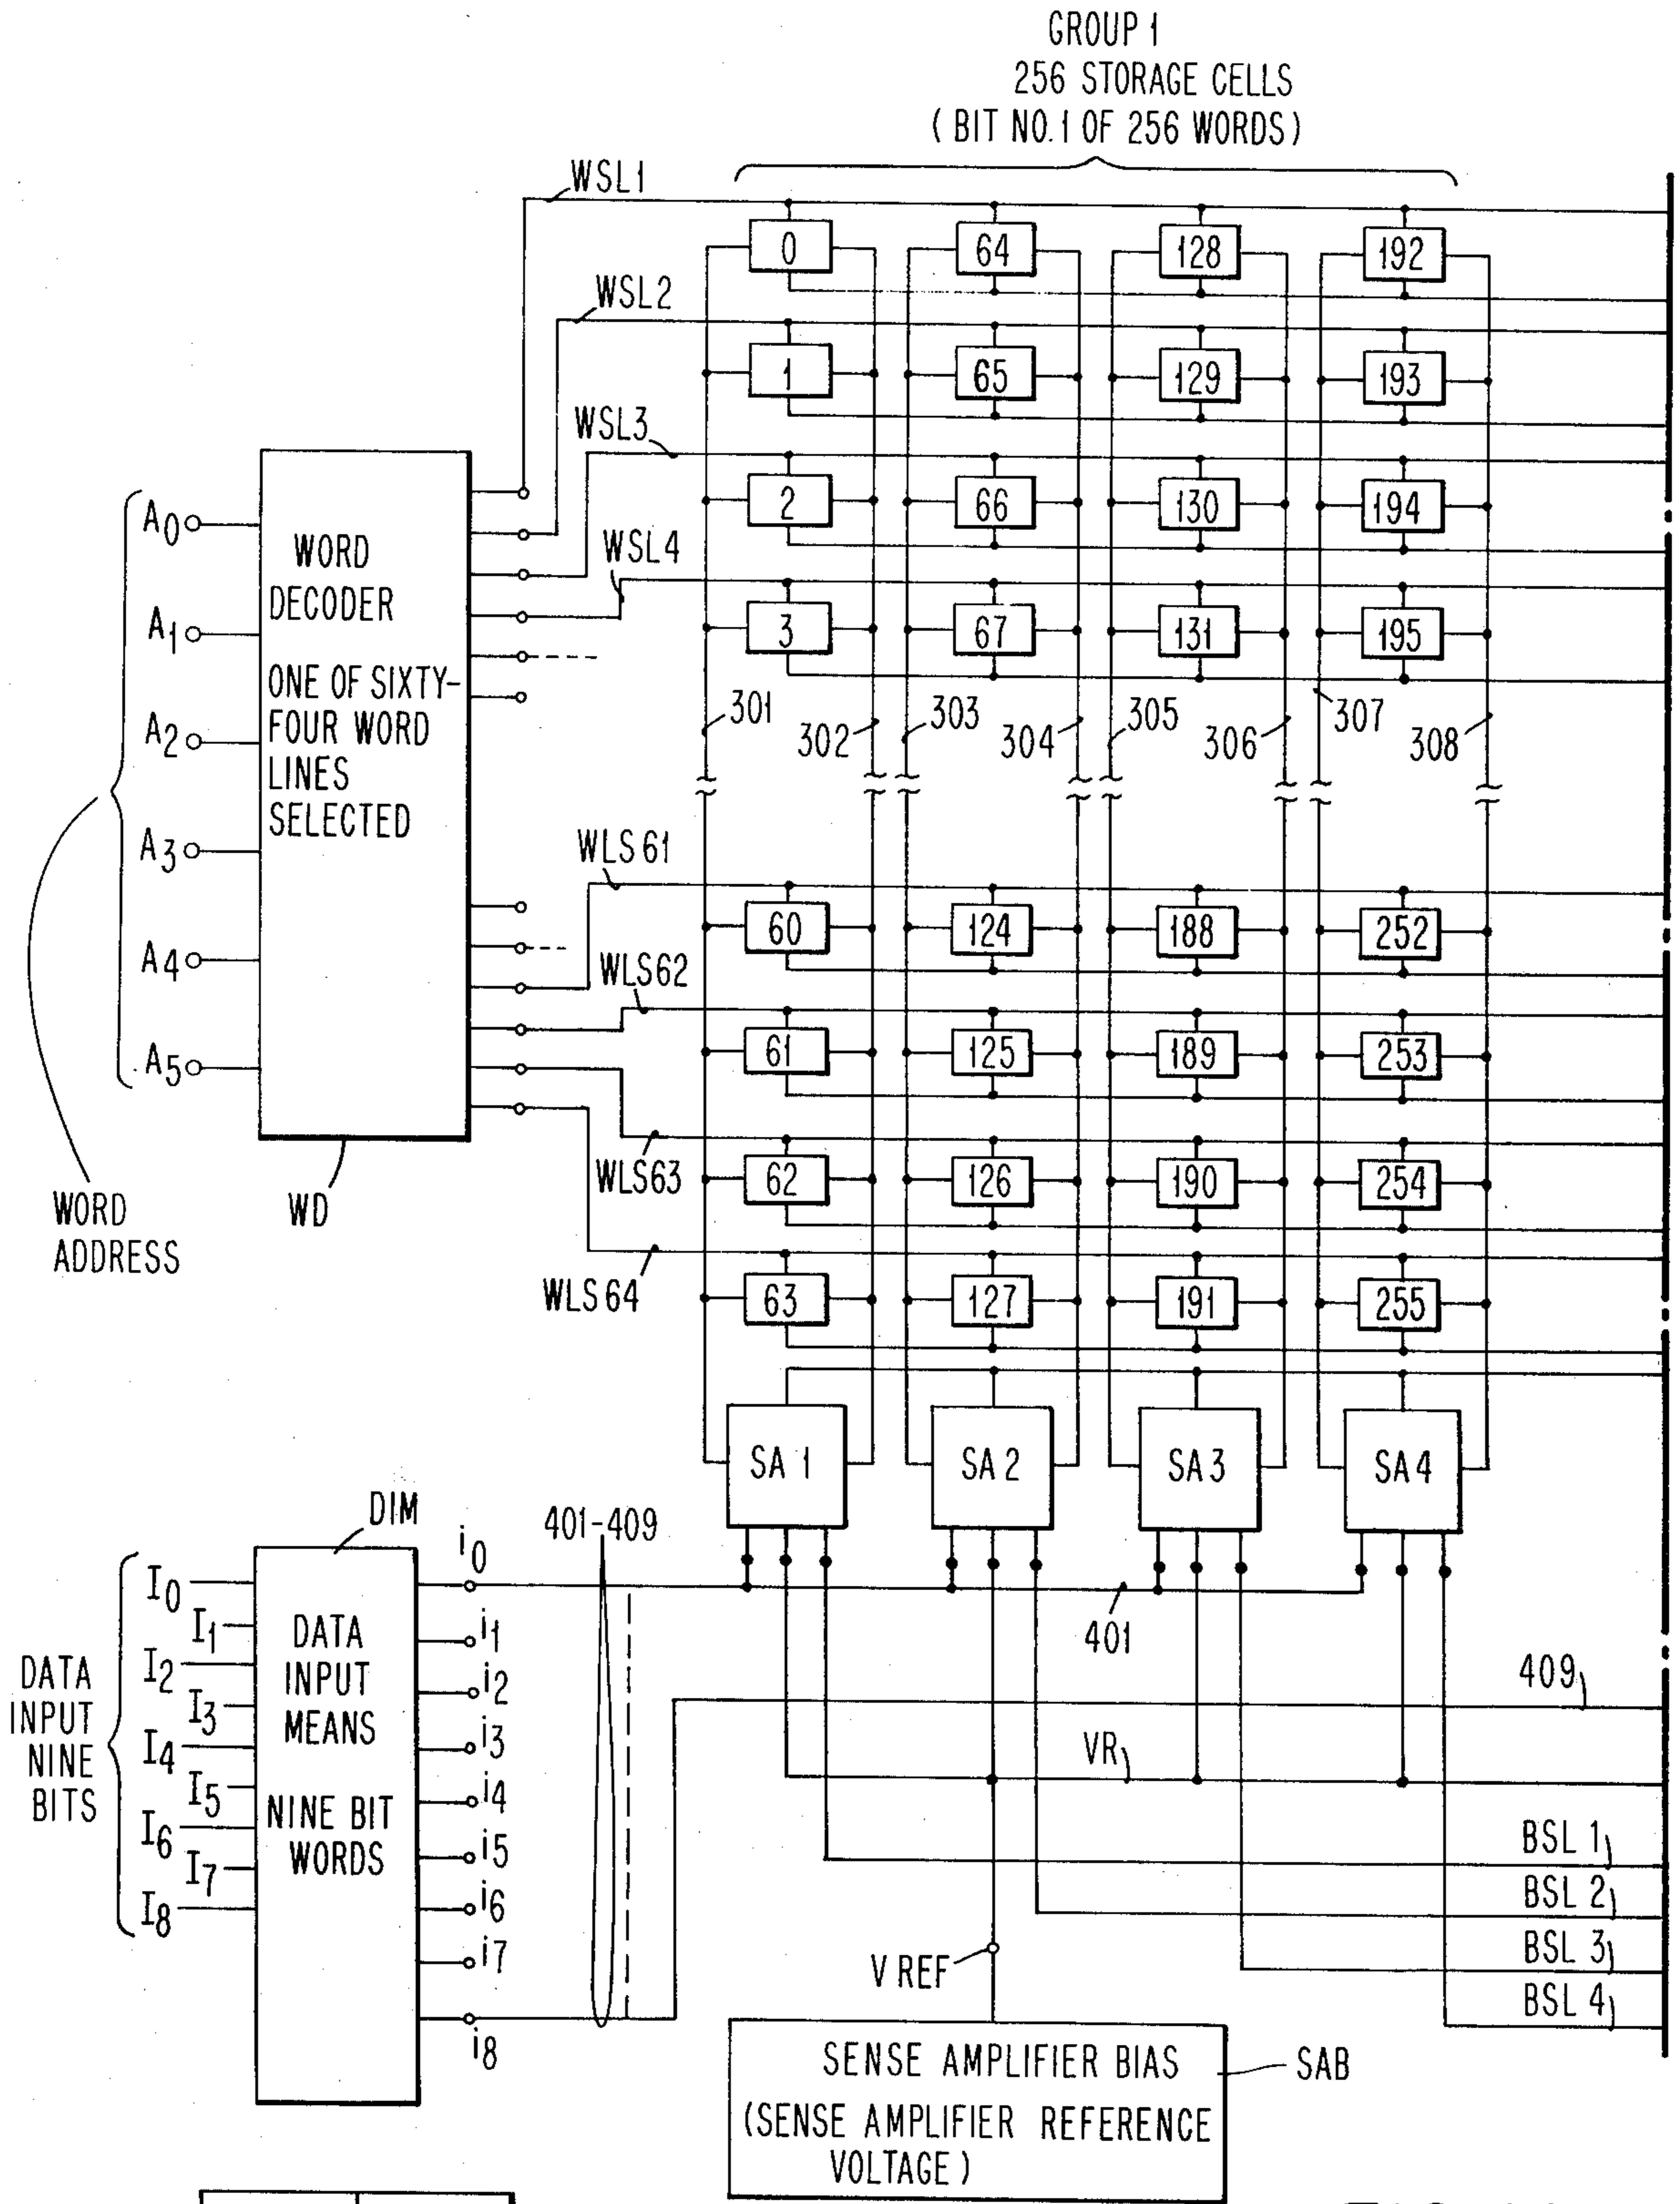 GROUP 1
256 STORAGE CELLS
(BIT NO.1 OF 256 WORDS)
WSL1
0 64 128 192
WSL2
1 65 129 193
WSL3
2 66 130 194
WSL4
3 67 131 195
301 302 303 304 305 306 307 308
A0
A1
A2
A3
A4
A5
WORD
DECODER
ONE OF SIXTY-
FOUR WORD
LINES
SELECTED
WORD
ADDRESS
WD
WLS61
60 124 188 252
WLS62
61 125 189 253
WLS63
62 126 190 254
WLS64
63 127 191 255
SA 1 SA 2 SA 3 SA 4
DIM
401-409
DATA
INPUT
NINE
BITS
I0
I1
I2
I3
I4
I5
I6
I7
I8
DATA
INPUT
MEANS
NINE BIT
WORDS
i0
i1
i2
i3
i4
i5
i6
i7
i8
401
409
VR
BSL 1
BSL 2
BSL 3
BSL 4
V REF
SENSE AMPLIFIER BIAS
(SENSE AMPLIFIER REFERENCE
VOLTAGE)
SAB